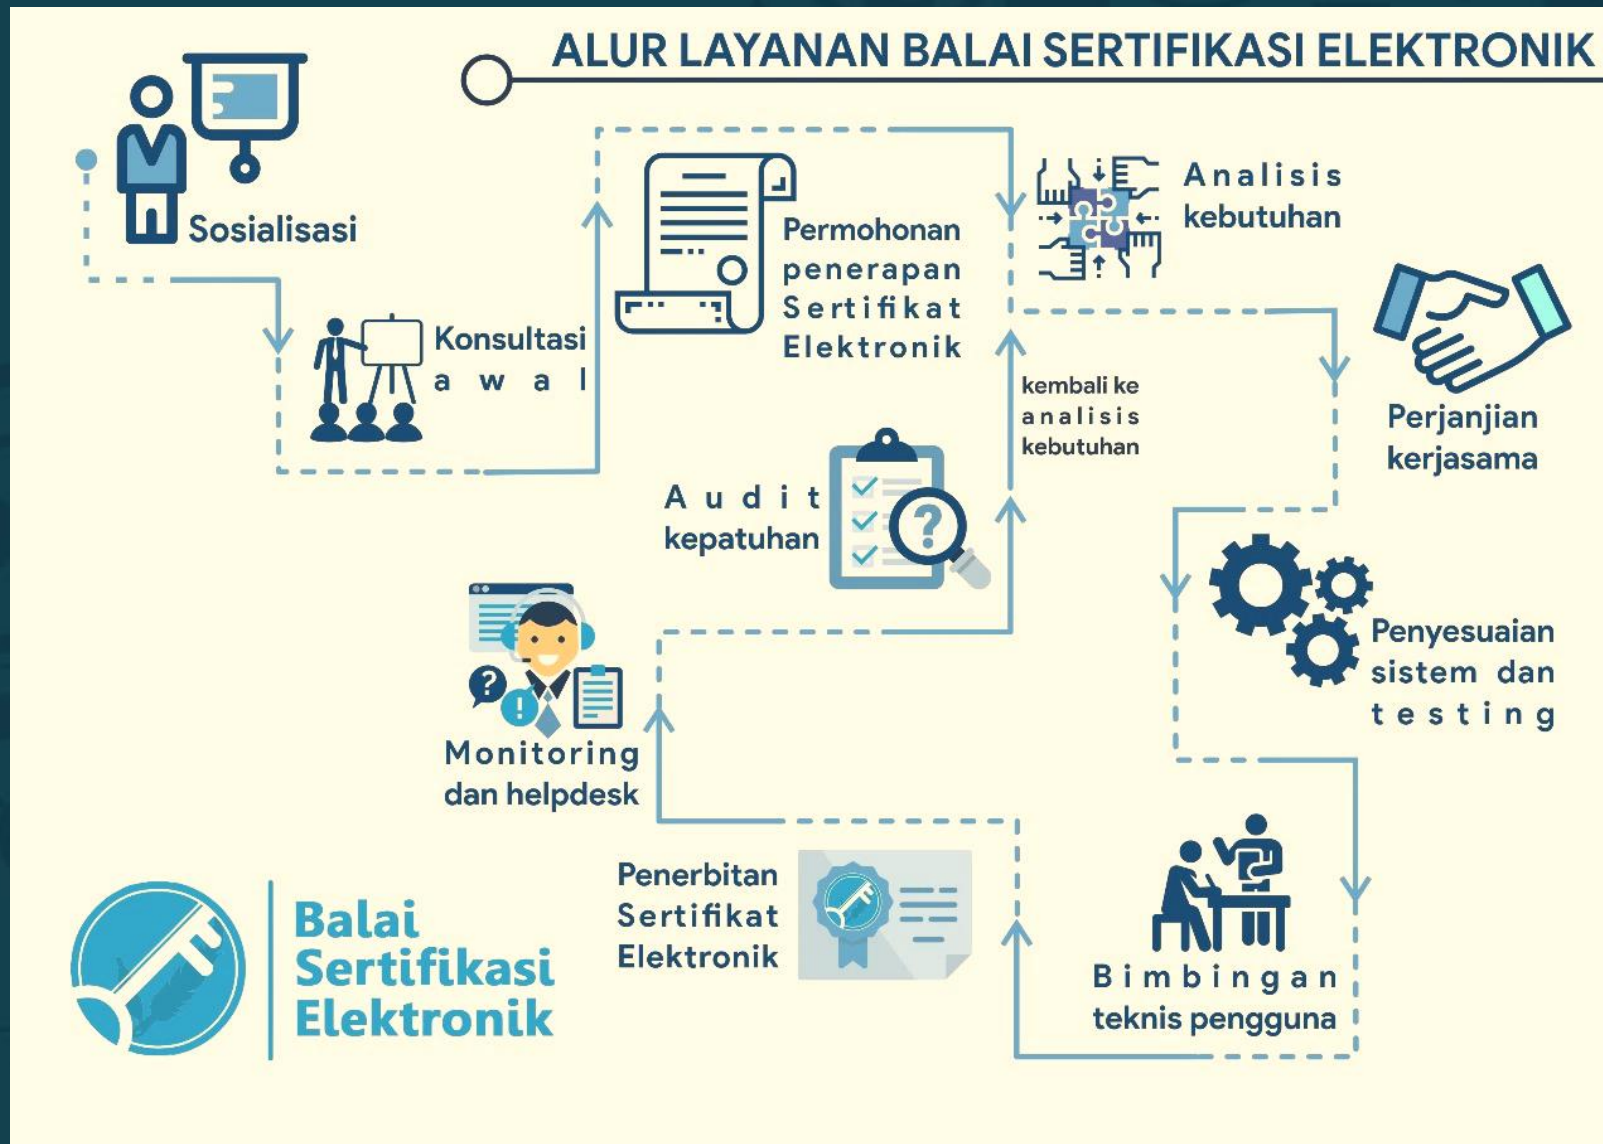 ALUR LAYANAN BALAI SERTIFIKASI ELEKTRONIK
Sosialisasi
Konsultasi
awal
Permohonan
penerapan
Sertifikat
Elektronik
Analisis
kebutuhan
Perjanjian
kerjasama
Penyesuaian
sistem dan
testing
Bimbingan
teknis pengguna
Penerbitan
Sertifikat
Elektronik
Monitoring
dan helpdesk
Audit
kepatuhan
kembali ke
analisis
kebutuhan
Balai
Sertifikasi
Elektronik